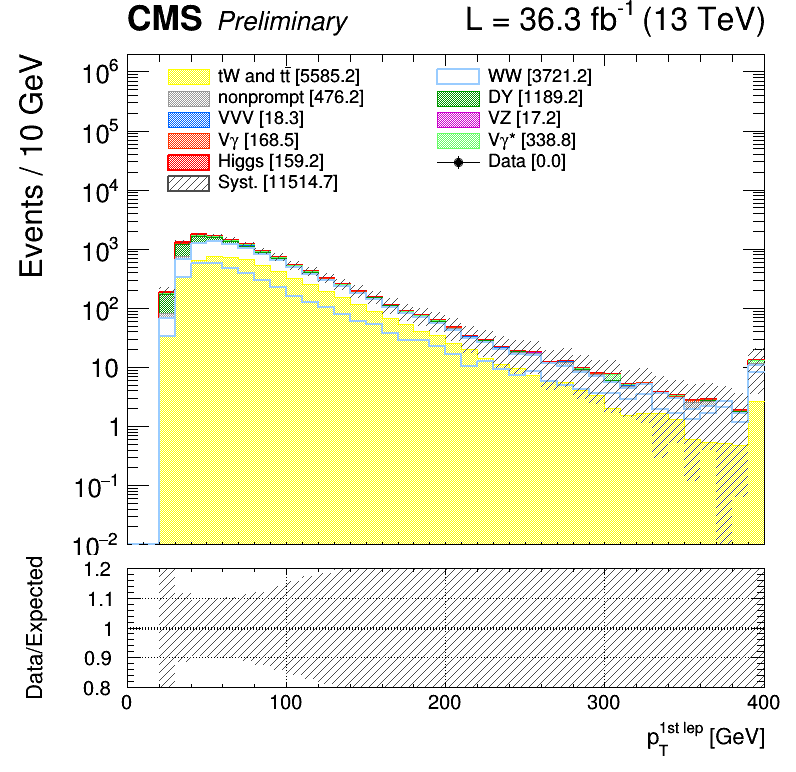 CMS Preliminary L = 36.3 fb⁻¹ (13 TeV)
Events / 10 GeV
10⁶
10⁵
10⁴
10³
10²
10
1
10⁻¹
10⁻²
tW and tt̄ [5585.2]
nonprompt [476.2]
VVV [18.3]
Vγ [168.5]
Higgs [159.2]
Syst. [11514.7]
WW [3721.2]
DY [1189.2]
VZ [17.2]
Vγ* [338.8]
Data [0.0]
Data/Expected
1.2
1.1
1
0.9
0.8
0 100 200 300 400
p_T^{1st lep} [GeV]